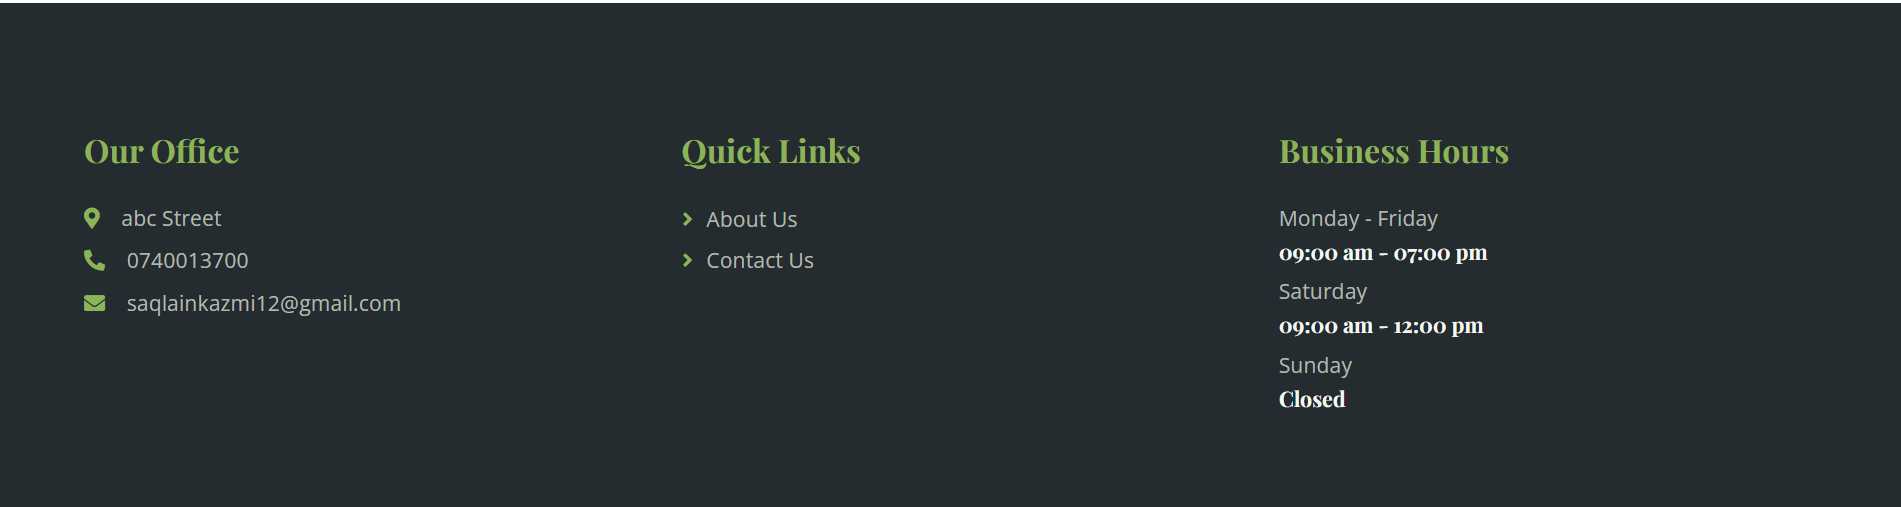 Our Office
abc Street
0740013700
saqlainkazmi12@gmail.com
Quick Links
About Us
Contact Us
Business Hours
Monday - Friday
09:00 am - 07:00 pm
Saturday
09:00 am - 12:00 pm
Sunday
Closed